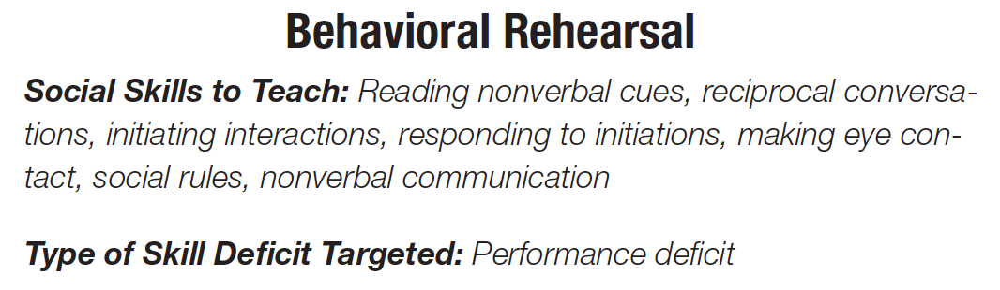 Behavioral Rehearsal
Social Skills to Teach: Reading nonverbal cues, reciprocal conversa-
tions, initiating interactions, responding to initiations, making eye con-
tact, social rules, nonverbal communication
Type of Skill Deficit Targeted: Performance deficit